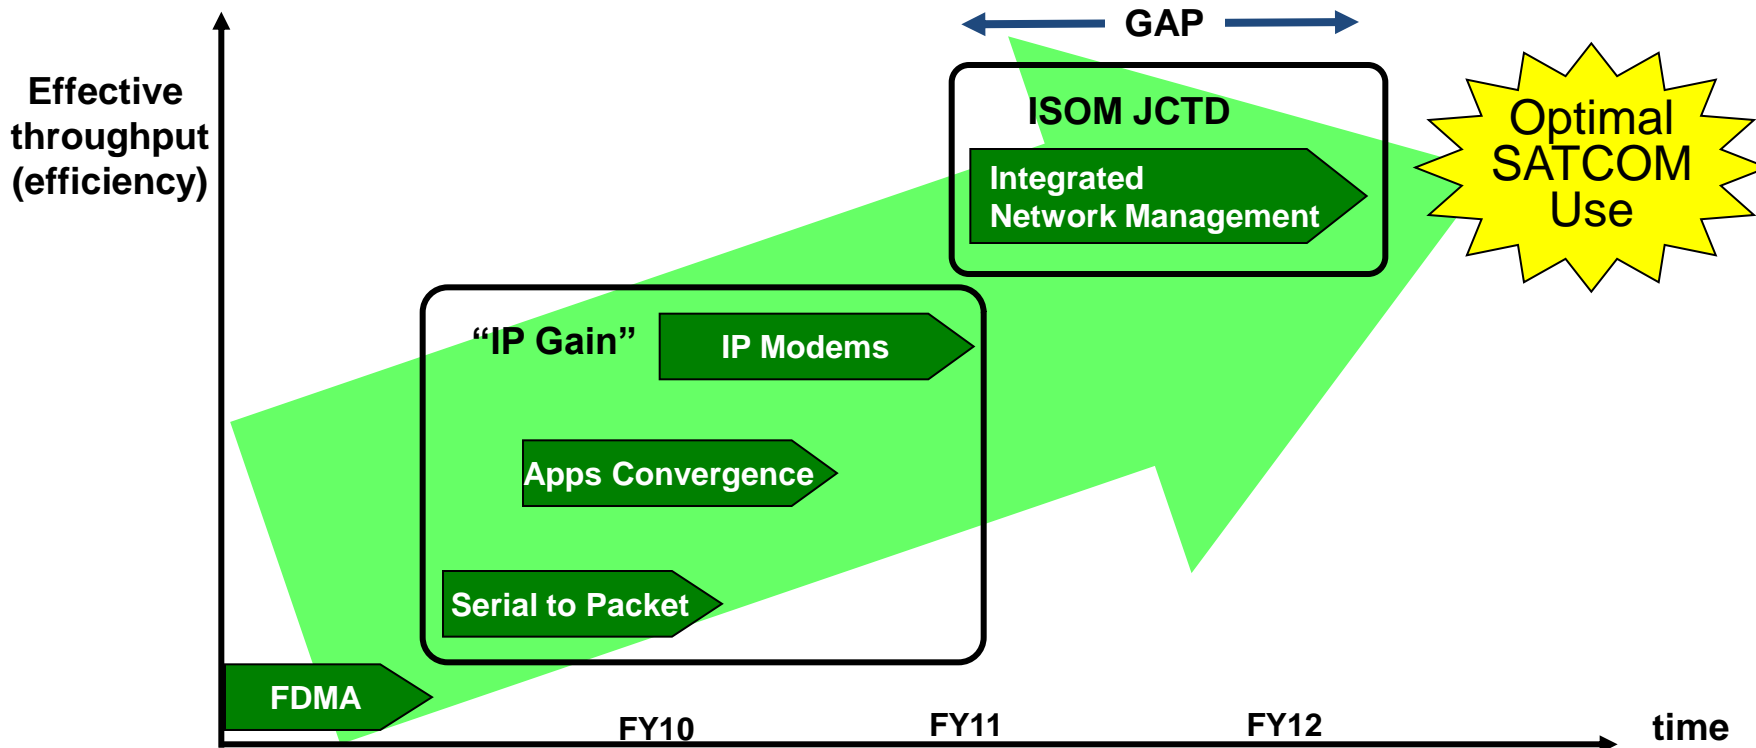 GAP
Effective
throughput
(efficiency)
ISOM JCTD
Integrated
Network Management
Optimal
SATCOM
Use
“IP Gain”
IP Modems
Apps Convergence
Serial to Packet
FDMA
FY10
FY11
FY12
time